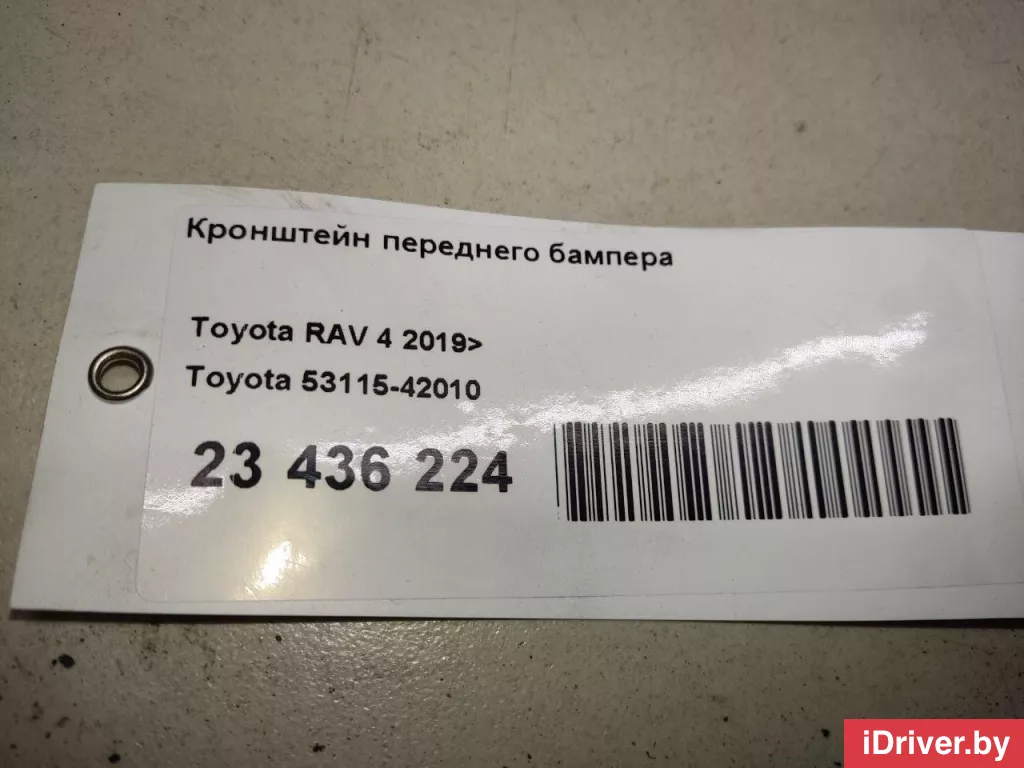 Кронштейн переднего бампера
Toyota RAV 4 2019>
Toyota 53115-42010
23 436 224
iDriver.by